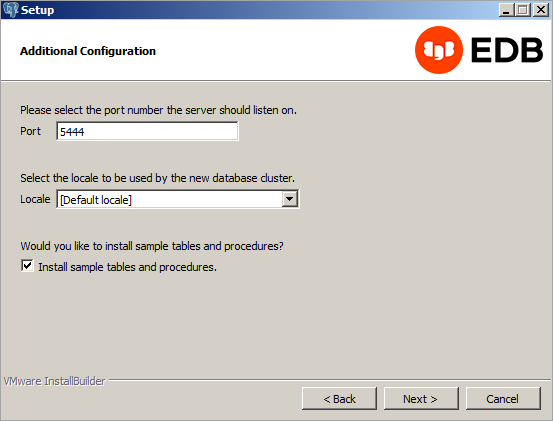 Setup
Additional Configuration
EDB
Please select the port number the server should listen on.
Port 5444
Select the locale to be used by the new database cluster.
Locale [Default locale]
Would you like to install sample tables and procedures?
Install sample tables and procedures.
VMware InstallBuilder
< Back Next > Cancel